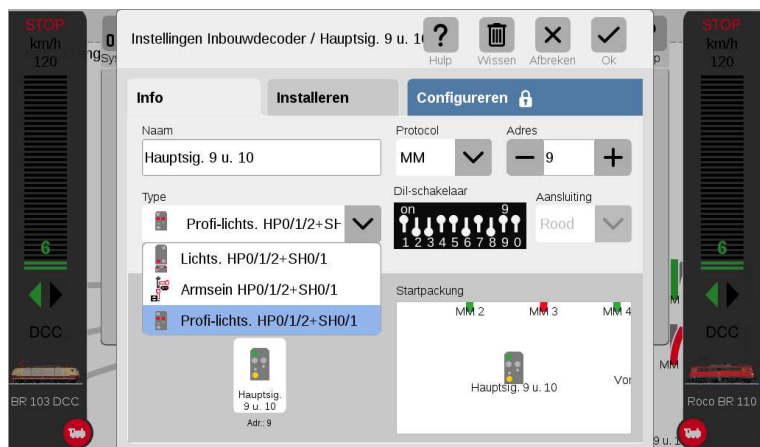 STOP
km/h
120
6
DCC
BR 103 DCC
Instellingen Inbouwdecoder / Hauptsig. 9 u. 1
?
Hulp
Wissen
Afbreken
Ok
Info
Installeren
Configureren
Naam
Hauptsig. 9 u. 10
Protocol
MM
Adres
9
Type
Profi-lichts. HP0/1/2+SH
Dil-schakelaar
on 9
1 2 3 4 5 6 7 8 9 0
Aansluiting
Rood
Lichts. HP0/1/2+SH0/1
Armsein HP0/1/2+SH0/1
Profi-lichts. HP0/1/2+SH0/1
Hauptsig.
9 u. 10
Adr.: 9
Startpackung
MM 2
MM 3
MM 4
Hauptsig. 9 u. 10
Vor
MM
9 u. 1
STOP
km/h
120
6
DCC
Roco BR 110